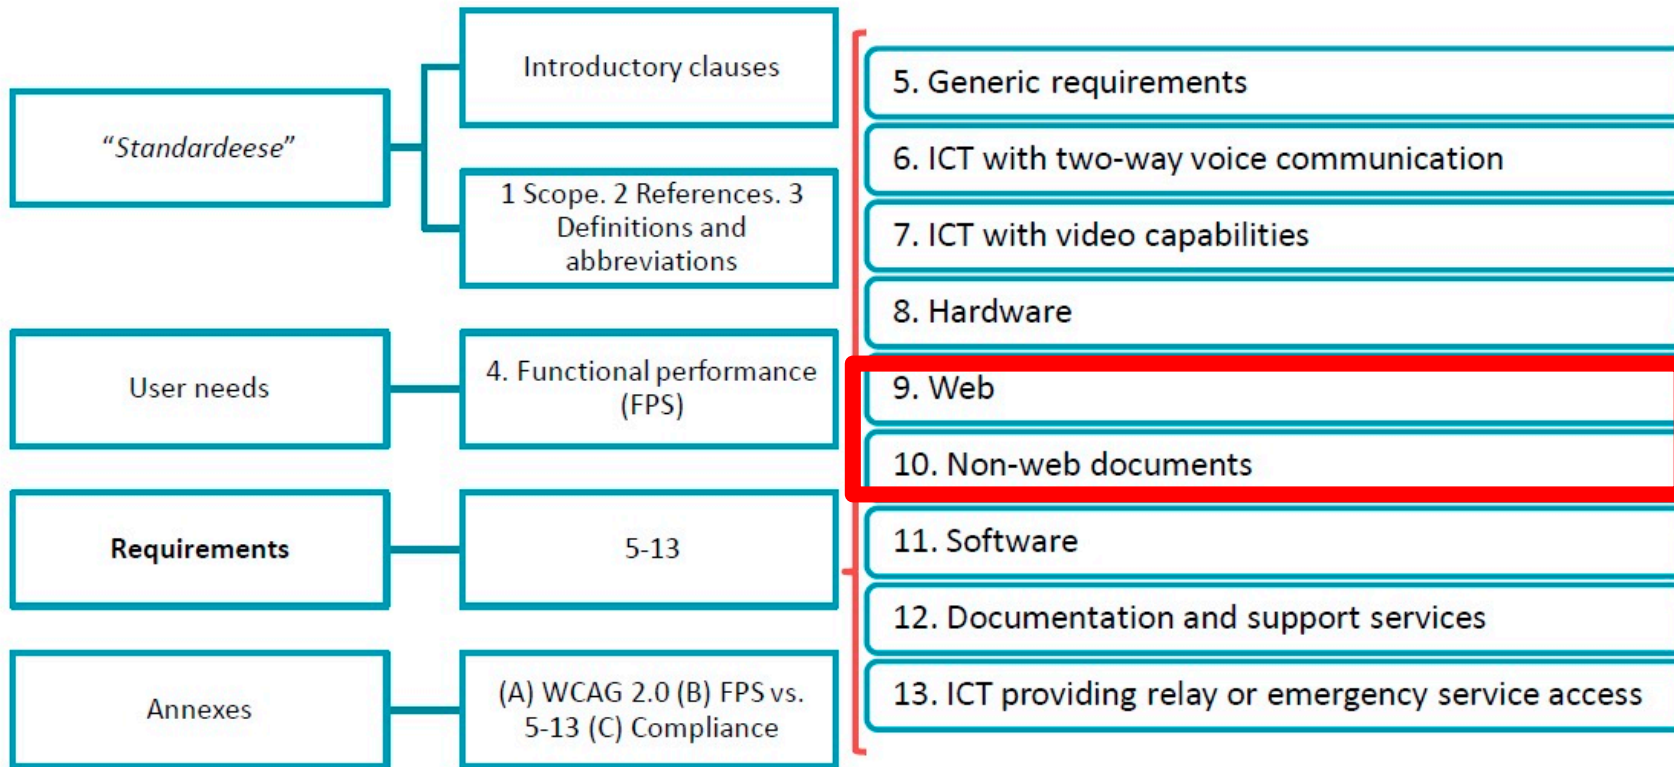 “Standardeese”
Introductory clauses
1 Scope. 2 References. 3
Definitions and
abbreviations
User needs
4. Functional performance
(FPS)
Requirements
5-13
Annexes
(A) WCAG 2.0 (B) FPS vs.
5-13 (C) Compliance
5. Generic requirements
6. ICT with two-way voice communication
7. ICT with video capabilities
8. Hardware
9. Web
10. Non-web documents
11. Software
12. Documentation and support services
13. ICT providing relay or emergency service access